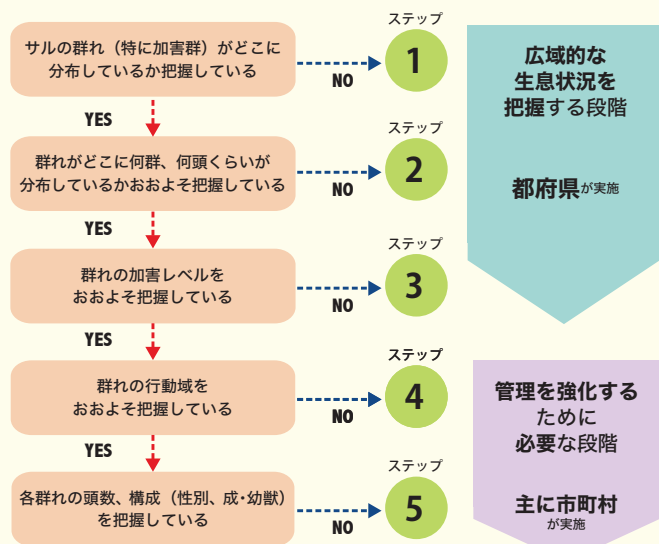 サルの群れ（特に加害群）がどこに
分布しているか把握している
NO
ステップ
1
YES
群れがどこに何群、何頭くらいが
分布しているかおおよそ把握している
NO
ステップ
2
YES
群れの加害レベルを
おおよそ把握している
NO
ステップ
3
YES
群れの行動域を
おおよそ把握している
NO
ステップ
4
YES
各群れの頭数、構成（性別、成・幼獣）
を把握している
NO
ステップ
5
広域的な
生息状況を
把握する段階
都府県が実施
管理を強化する
ために
必要な段階
主に市町村
が実施